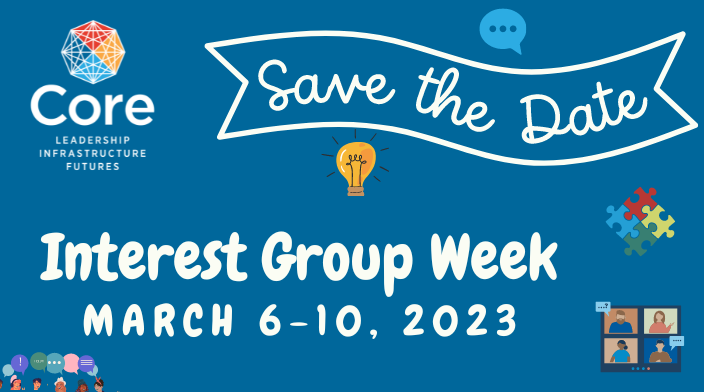 Core
LEADERSHIP
INFRASTRUCTURE
FUTURES
Save the Date
Interest Group Week
MARCH 6-10, 2023